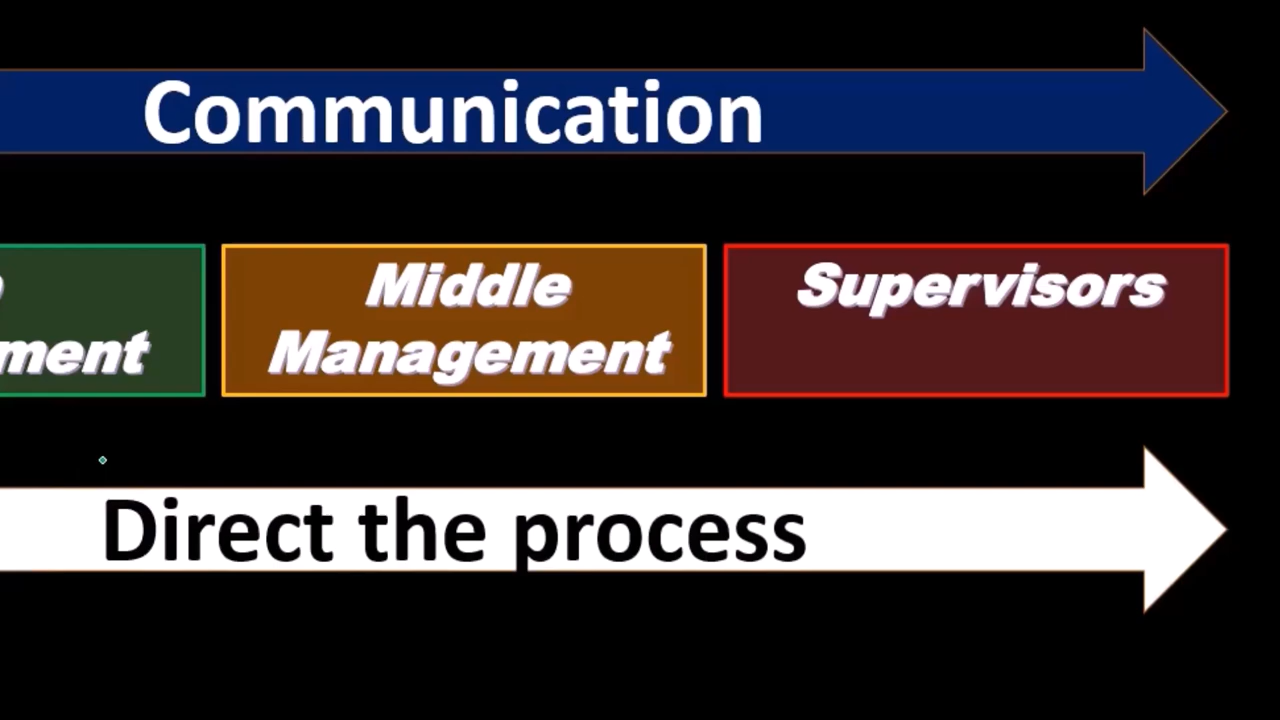 Communication
Middle
Management
Supervisors
ment
Direct the process